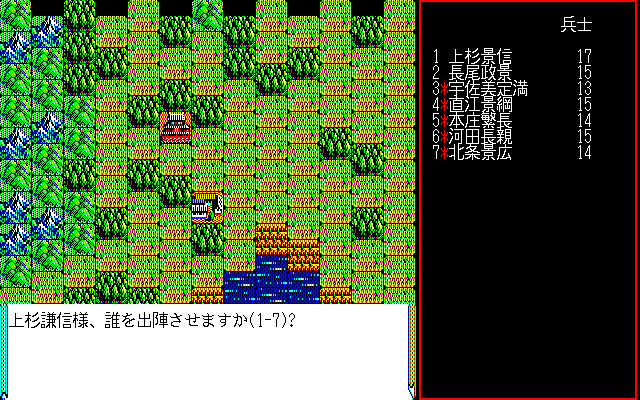 兵士
1 上杉景信 17
2 長尾政景 15
3*宇佐美定満 13
4*直江景綱 15
5*本庄繁長 14
6*河田長親 15
7*北条景広 14
上杉謙信様、誰を出陣させますか(1-7)?